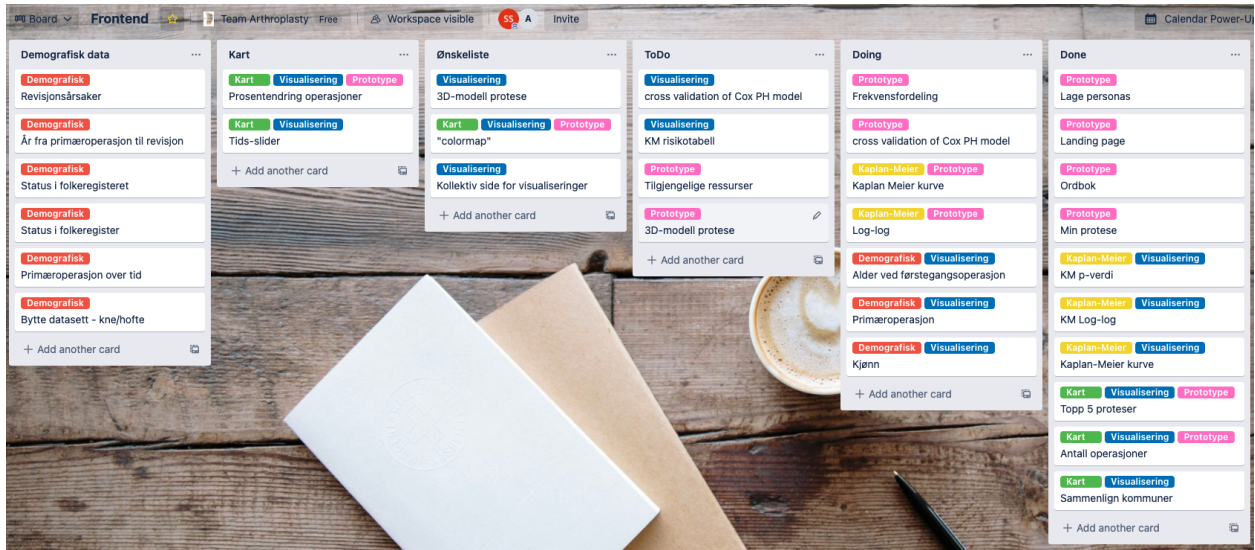 Board Frontend Team Arthroplasty Free Workspace visible SS A Invite Calendar Power-Up
Demografisk data
Demografisk
Revisjonsårsaker
Demografisk
År fra primæroperasjon til revisjon
Demografisk
Status i folkeregisteret
Demografisk
Status i folkeregister
Demografisk
Primæroperasjon over tid
Demografisk
Bytte datasett - kne/hofte
+ Add another card
Kart
Kart Visualisering Prototype
Prosentendring operasjoner
Kart Visualisering
Tids-slider
+ Add another card
Ønskeliste
Visualisering
3D-modell protese
Kart Visualisering Prototype
"colormap"
Visualisering
Kollektiv side for visualiseringer
+ Add another card
ToDo
Visualisering
cross validation of Cox PH model
Visualisering
KM risikotabell
Prototype
Tilgjengelige ressurser
Prototype
3D-modell protese
+ Add another card
Doing
Prototype
Frekvensfordeling
Prototype
cross validation of Cox PH model
Kaplan-Meier Prototype
Kaplan Meier kurve
Kaplan-Meier Prototype
Log-log
Demografisk Visualisering
Alder ved førstegangsoperasjon
Demografisk Visualisering
Primæroperasjon
Demografisk Visualisering
Kjønn
+ Add another card
Done
Prototype
Lage personas
Prototype
Landing page
Prototype
Ordbok
Prototype
Min protese
Kaplan-Meier Visualisering
KM p-verdi
Kaplan-Meier Visualisering
KM Log-log
Kaplan-Meier Visualisering
Kaplan-Meier kurve
Kart Visualisering Prototype
Topp 5 proteser
Kart Visualisering Prototype
Antall operasjoner
Kart Visualisering
Sammenlign kommuner
+ Add another card